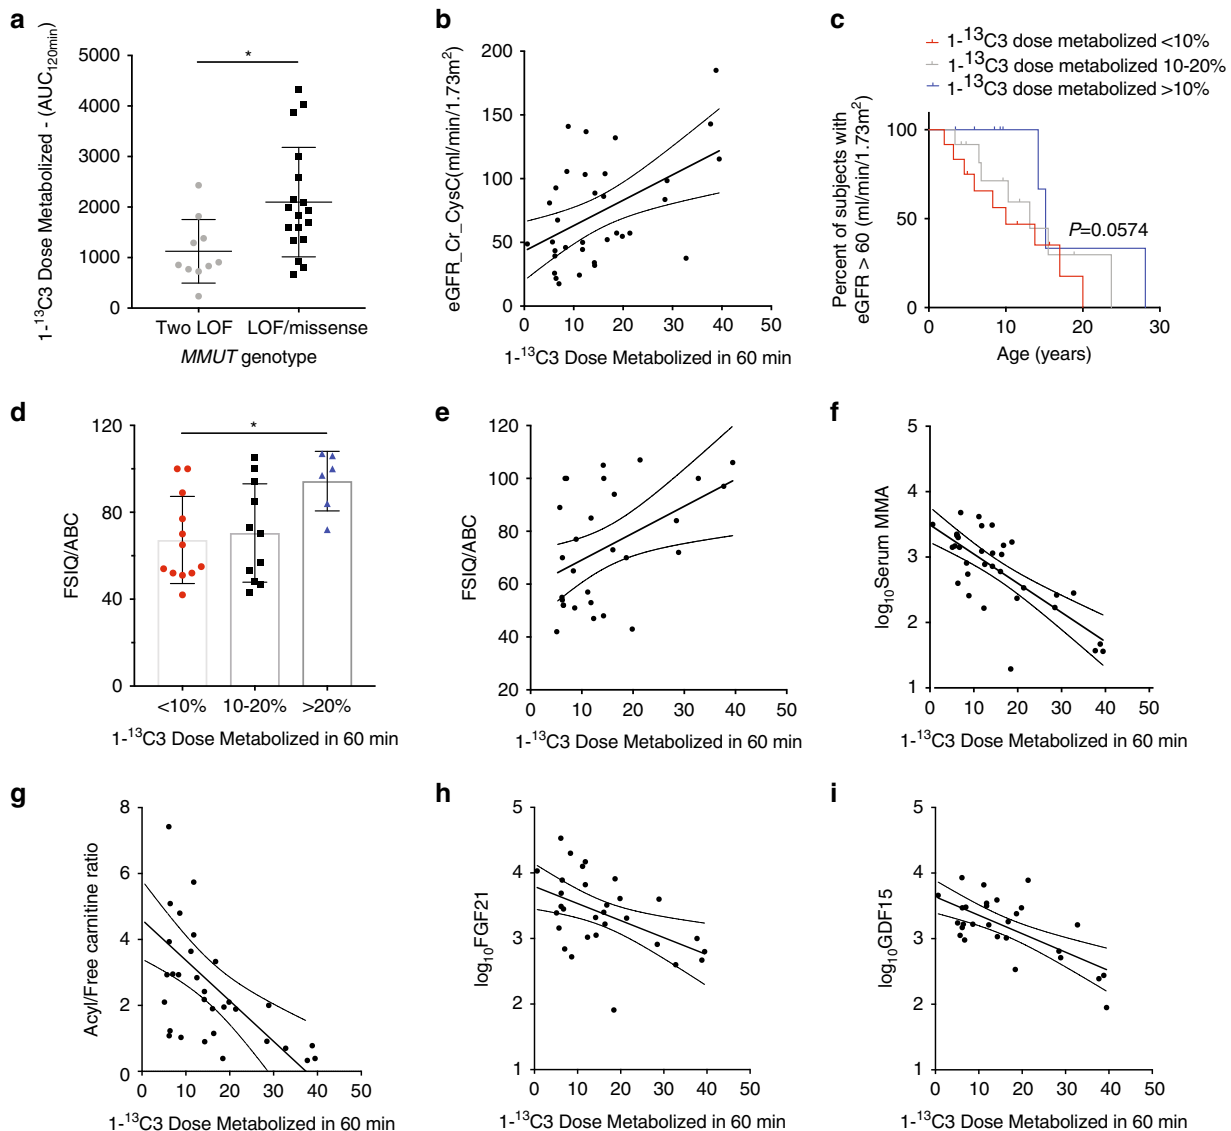 a
1-¹³C3 Dose Metabolized - (AUC₁₂₀ₘᵢₙ)
5000
4000
3000
2000
1000
0
*
Two LOF LOF/missense
MMUT genotype
b
eGFR_Cr_CysC(ml/min/1.73m²)
200
150
100
50
0
0 10 20 30 40 50
1-¹³C3 Dose Metabolized in 60 min
c
1-¹³C3 dose metabolized <10%
1-¹³C3 dose metabolized 10-20%
1-¹³C3 dose metabolized >10%
Percent of subjects with
eGFR > 60 (ml/min/1.73m²)
100
50
0
P=0.0574
0 10 20 30
Age (years)
d
FSIQ/ABC
120
80
40
0
*
<10% 10-20% >20%
1-¹³C3 Dose Metabolized in 60 min
e
FSIQ/ABC
120
100
80
60
40
20
0 10 20 30 40 50
1-¹³C3 Dose Metabolized in 60 min
f
log₁₀Serum MMA
5
4
3
2
1
0 10 20 30 40 50
1-¹³C3 Dose Metabolized in 60 min
g
Acyl/Free carnitine ratio
8
6
4
2
0
0 10 20 30 40 50
1-¹³C3 Dose Metabolized in 60 min
h
log₁₀FGF21
5
4
3
2
1
0 10 20 30 40 50
1-¹³C3 Dose Metabolized in 60 min
i
log₁₀GDF15
5
4
3
2
1
0 10 20 30 40 50
1-¹³C3 Dose Metabolized in 60 min